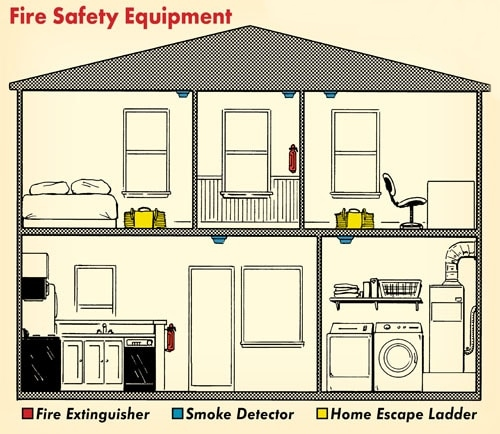 Fire Safety Equipment
Fire Extinguisher Smoke Detector Home Escape Ladder